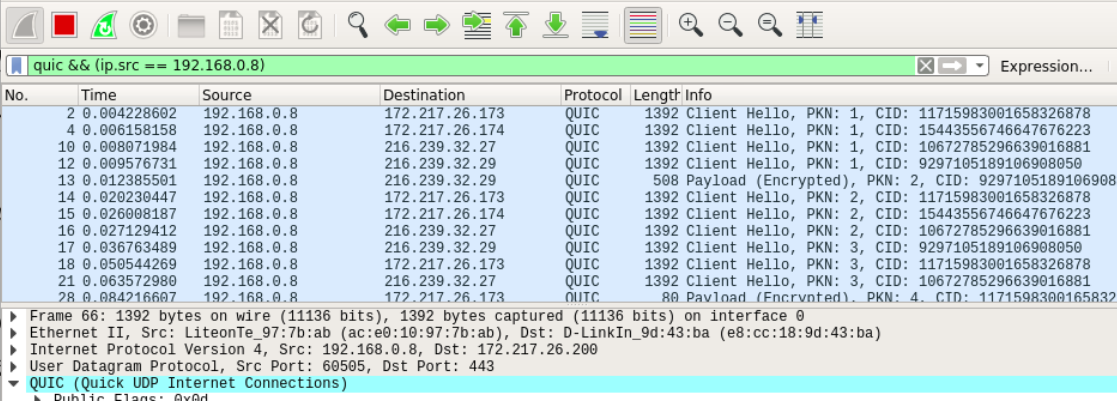 quic && (ip.src == 192.168.0.8)
Expression...
No. Time Source Destination Protocol Length Info
2 0.004228602 192.168.0.8 172.217.26.173 QUIC 1392 Client Hello, PKN: 1, CID: 11715983001658326878
4 0.006158158 192.168.0.8 172.217.26.174 QUIC 1392 Client Hello, PKN: 1, CID: 15443556746647676223
10 0.008071984 192.168.0.8 216.239.32.27 QUIC 1392 Client Hello, PKN: 1, CID: 10672785296639016881
12 0.009576731 192.168.0.8 216.239.32.29 QUIC 1392 Client Hello, PKN: 1, CID: 9297105189106908050
13 0.012385501 192.168.0.8 216.239.32.29 QUIC 508 Payload (Encrypted), PKN: 2, CID: 9297105189106908
14 0.020230447 192.168.0.8 172.217.26.173 QUIC 1392 Client Hello, PKN: 2, CID: 11715983001658326878
15 0.026008187 192.168.0.8 172.217.26.174 QUIC 1392 Client Hello, PKN: 2, CID: 15443556746647676223
16 0.027129412 192.168.0.8 216.239.32.27 QUIC 1392 Client Hello, PKN: 2, CID: 10672785296639016881
17 0.036763489 192.168.0.8 216.239.32.29 QUIC 1392 Client Hello, PKN: 3, CID: 9297105189106908050
18 0.050544269 192.168.0.8 172.217.26.173 QUIC 1392 Client Hello, PKN: 3, CID: 11715983001658326878
21 0.063572980 192.168.0.8 216.239.32.27 QUIC 1392 Client Hello, PKN: 3, CID: 10672785296639016881
28 0.084216607 192.168.0.8 172.217.26.173 QUIC 80 Payload (Encrypted), PKN: 4, CID: 1171598300165832
Frame 66: 1392 bytes on wire (11136 bits), 1392 bytes captured (11136 bits) on interface 0
Ethernet II, Src: LiteonTe_97:7b:ab (ac:e0:10:97:7b:ab), Dst: D-LinkIn_9d:43:ba (e8:cc:18:9d:43:ba)
Internet Protocol Version 4, Src: 192.168.0.8, Dst: 172.217.26.200
User Datagram Protocol, Src Port: 60505, Dst Port: 443
QUIC (Quick UDP Internet Connections)
Public Flags: 0x0d